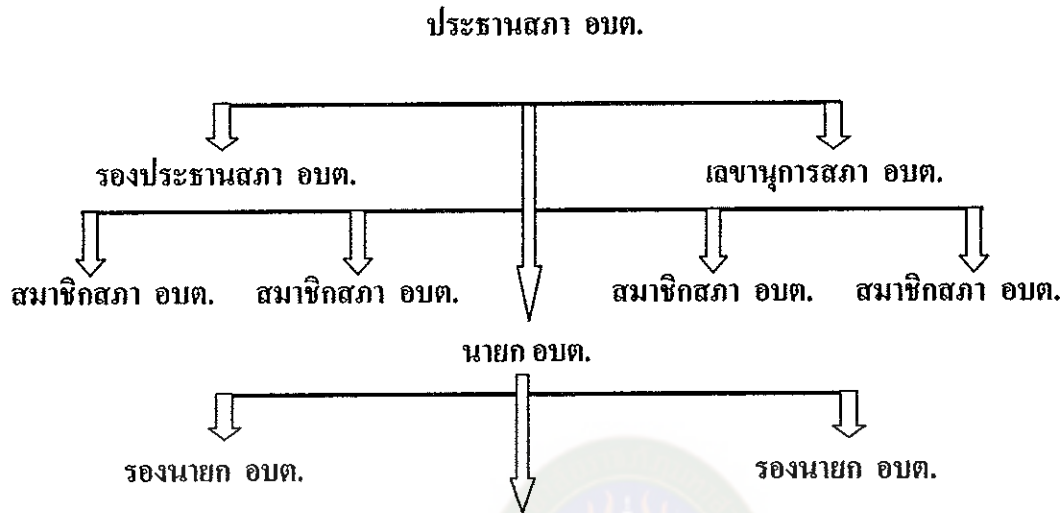 ประธานสภา อบต.
รองประธานสภา อบต. เลขานุการสภา อบต.
สมาชิกสภา อบต. สมาชิกสภา อบต. สมาชิกสภา อบต. สมาชิกสภา อบต.
นายก อบต.
รองนายก อบต. รองนายก อบต.